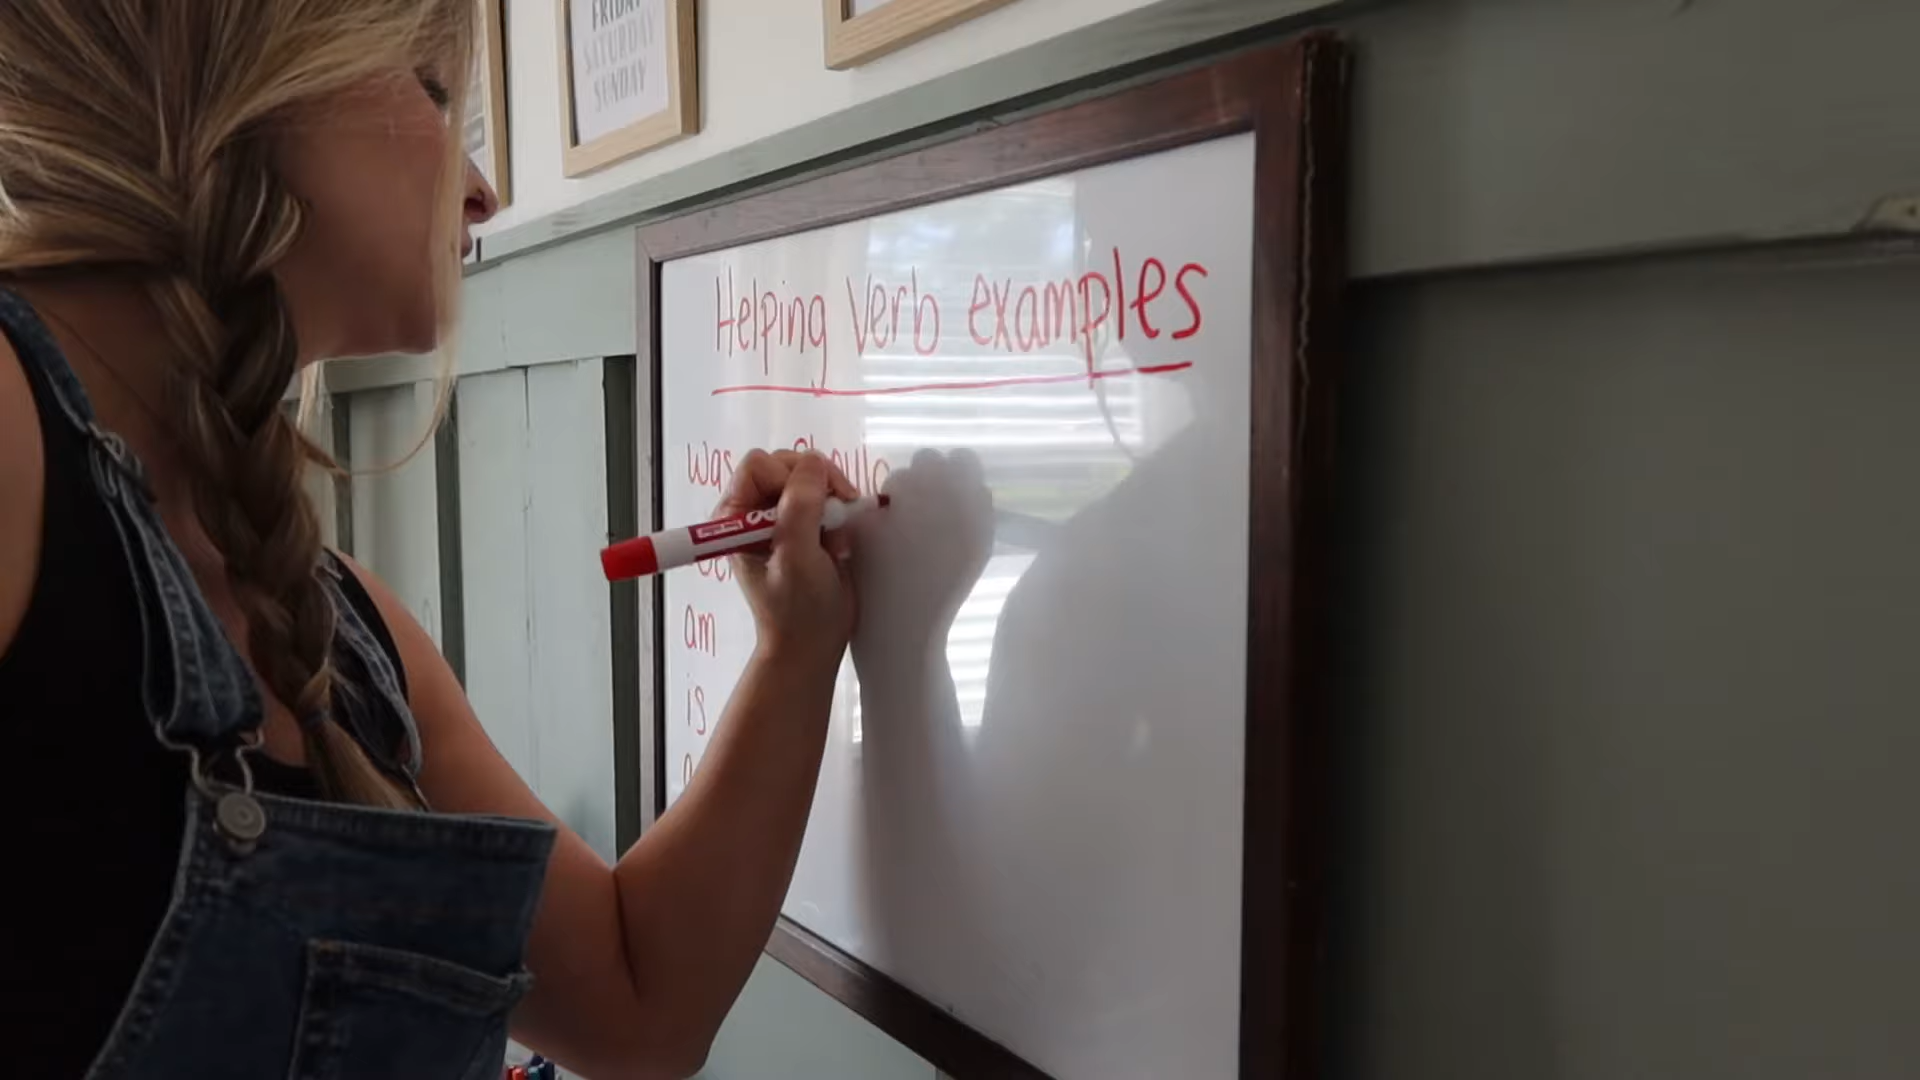 FRIDAY
SATURDAY
SUNDAY
Helping Verb examples
was
am
is